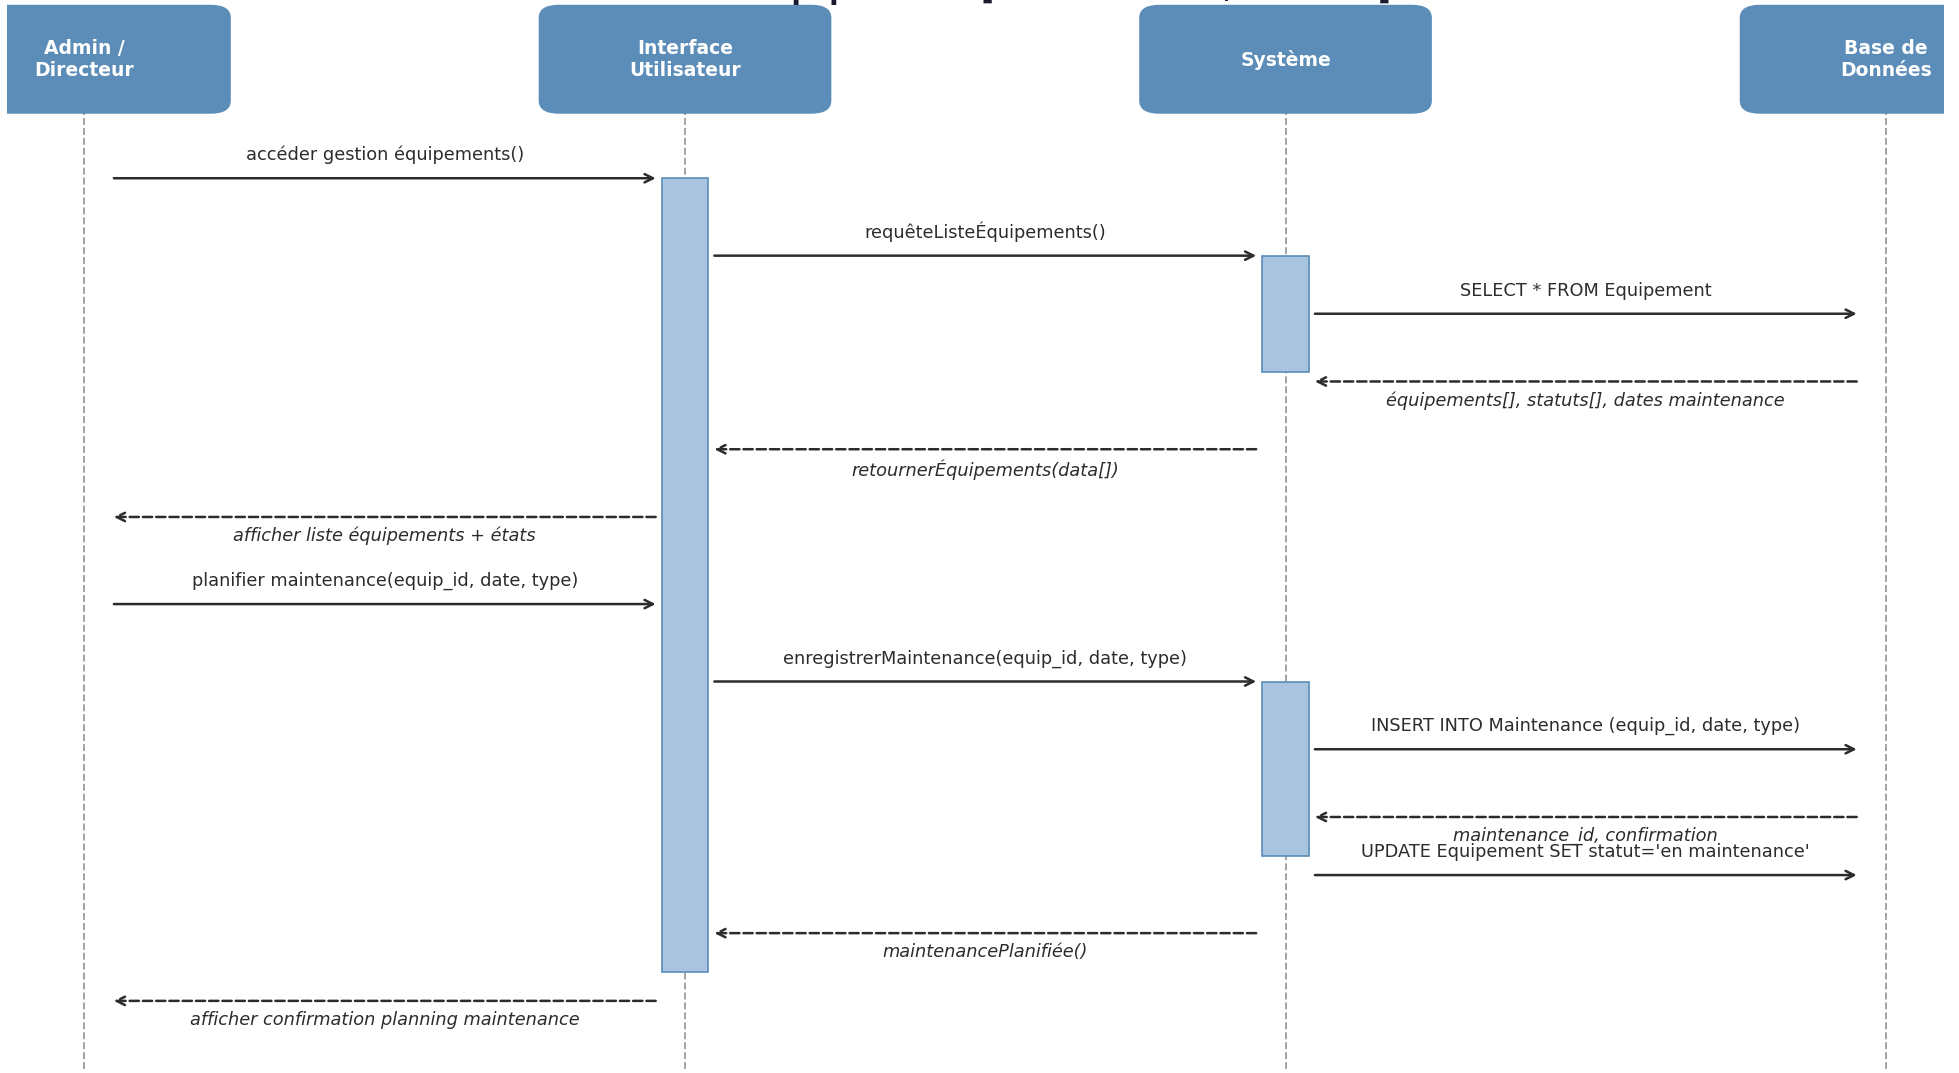 Admin /
Directeur
Interface
Utilisateur
Système
Base de
Données
accéder gestion équipements()
requêteListeÉquipements()
SELECT * FROM Equipement
équipements[], statuts[], dates maintenance
retournerÉquipements(data[])
afficher liste équipements + états
planifier maintenance(equip_id, date, type)
enregistrerMaintenance(equip_id, date, type)
INSERT INTO Maintenance (equip_id, date, type)
maintenance_id, confirmation
UPDATE Equipement SET statut='en maintenance'
maintenancePlanifiée()
afficher confirmation planning maintenance